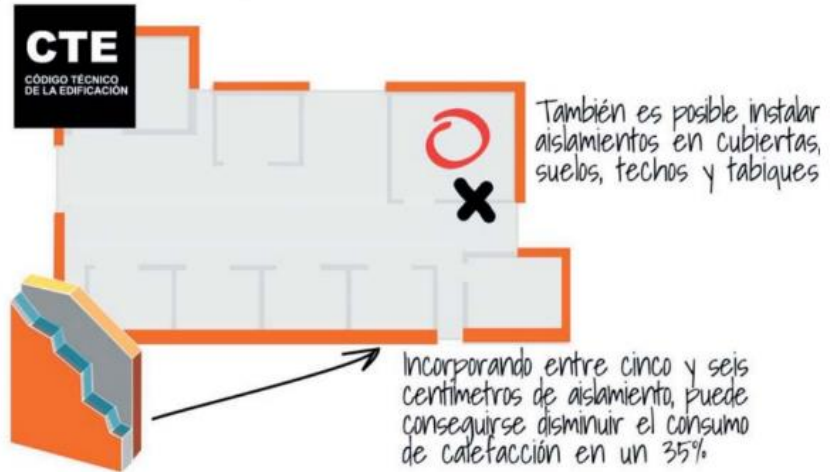 CTE
CÓDIGO TÉCNICO
DE LA EDIFICACIÓN
También es posible instalar
aislamientos en cubiertas,
suelos, techos y tabiques
Incorporando entre cinco y seis
centímetros de aislamiento, puede
conseguirse disminuir el consumo
de calefacción en un 35%